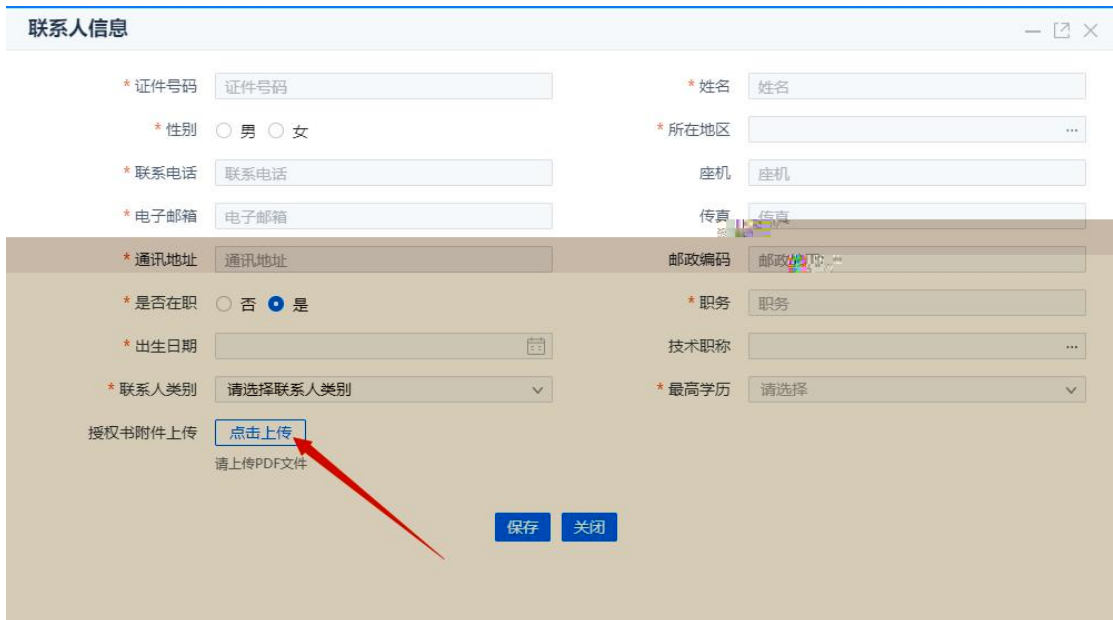 联系人信息
* 证件号码 证件号码 * 姓名 姓名
* 性别 男 女 * 所在地区 ...
* 联系电话 联系电话 座机 座机
* 电子邮箱 电子邮箱 传真 传真
* 通讯地址 通讯地址 邮政编码 邮政
* 是否在职 否 是 * 职务 职务
* 出生日期 技术职称 ...
* 联系人类别 请选择联系人类别 * 最高学历 请选择
授权书附件上传 点击上传
请上传PDF文件
保存 关闭